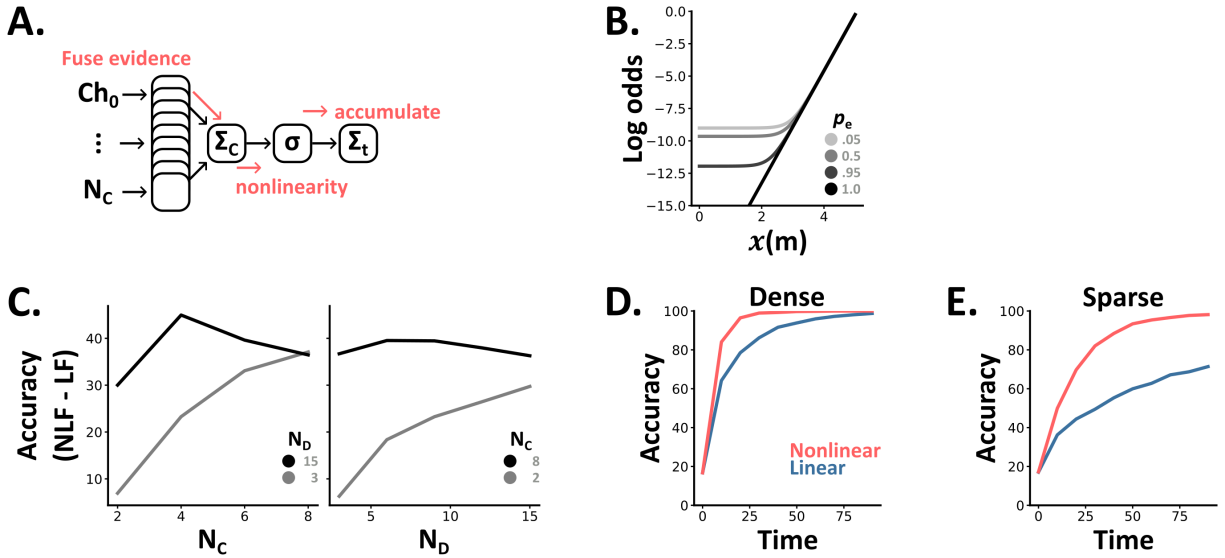 A.
Fuse evidence
Ch0
⋮
NC
ΣC
σ
Σt
accumulate
nonlinearity
B.
Log odds
0.0
−2.5
−5.0
−7.5
−10.0
−12.5
−15.0
pe
.05
0.5
.95
1.0
0 2 4
x(m)
C.
Accuracy
(NLF - LF)
40
30
20
10
ND
15
3
2 4 6 8
NC
NC
8
2
5 10 15
ND
D.
Dense
Accuracy
100
80
60
40
20
0
Nonlinear
Linear
0 25 50 75
Time
E.
Sparse
Accuracy
100
80
60
40
20
0
0 25 50 75
Time